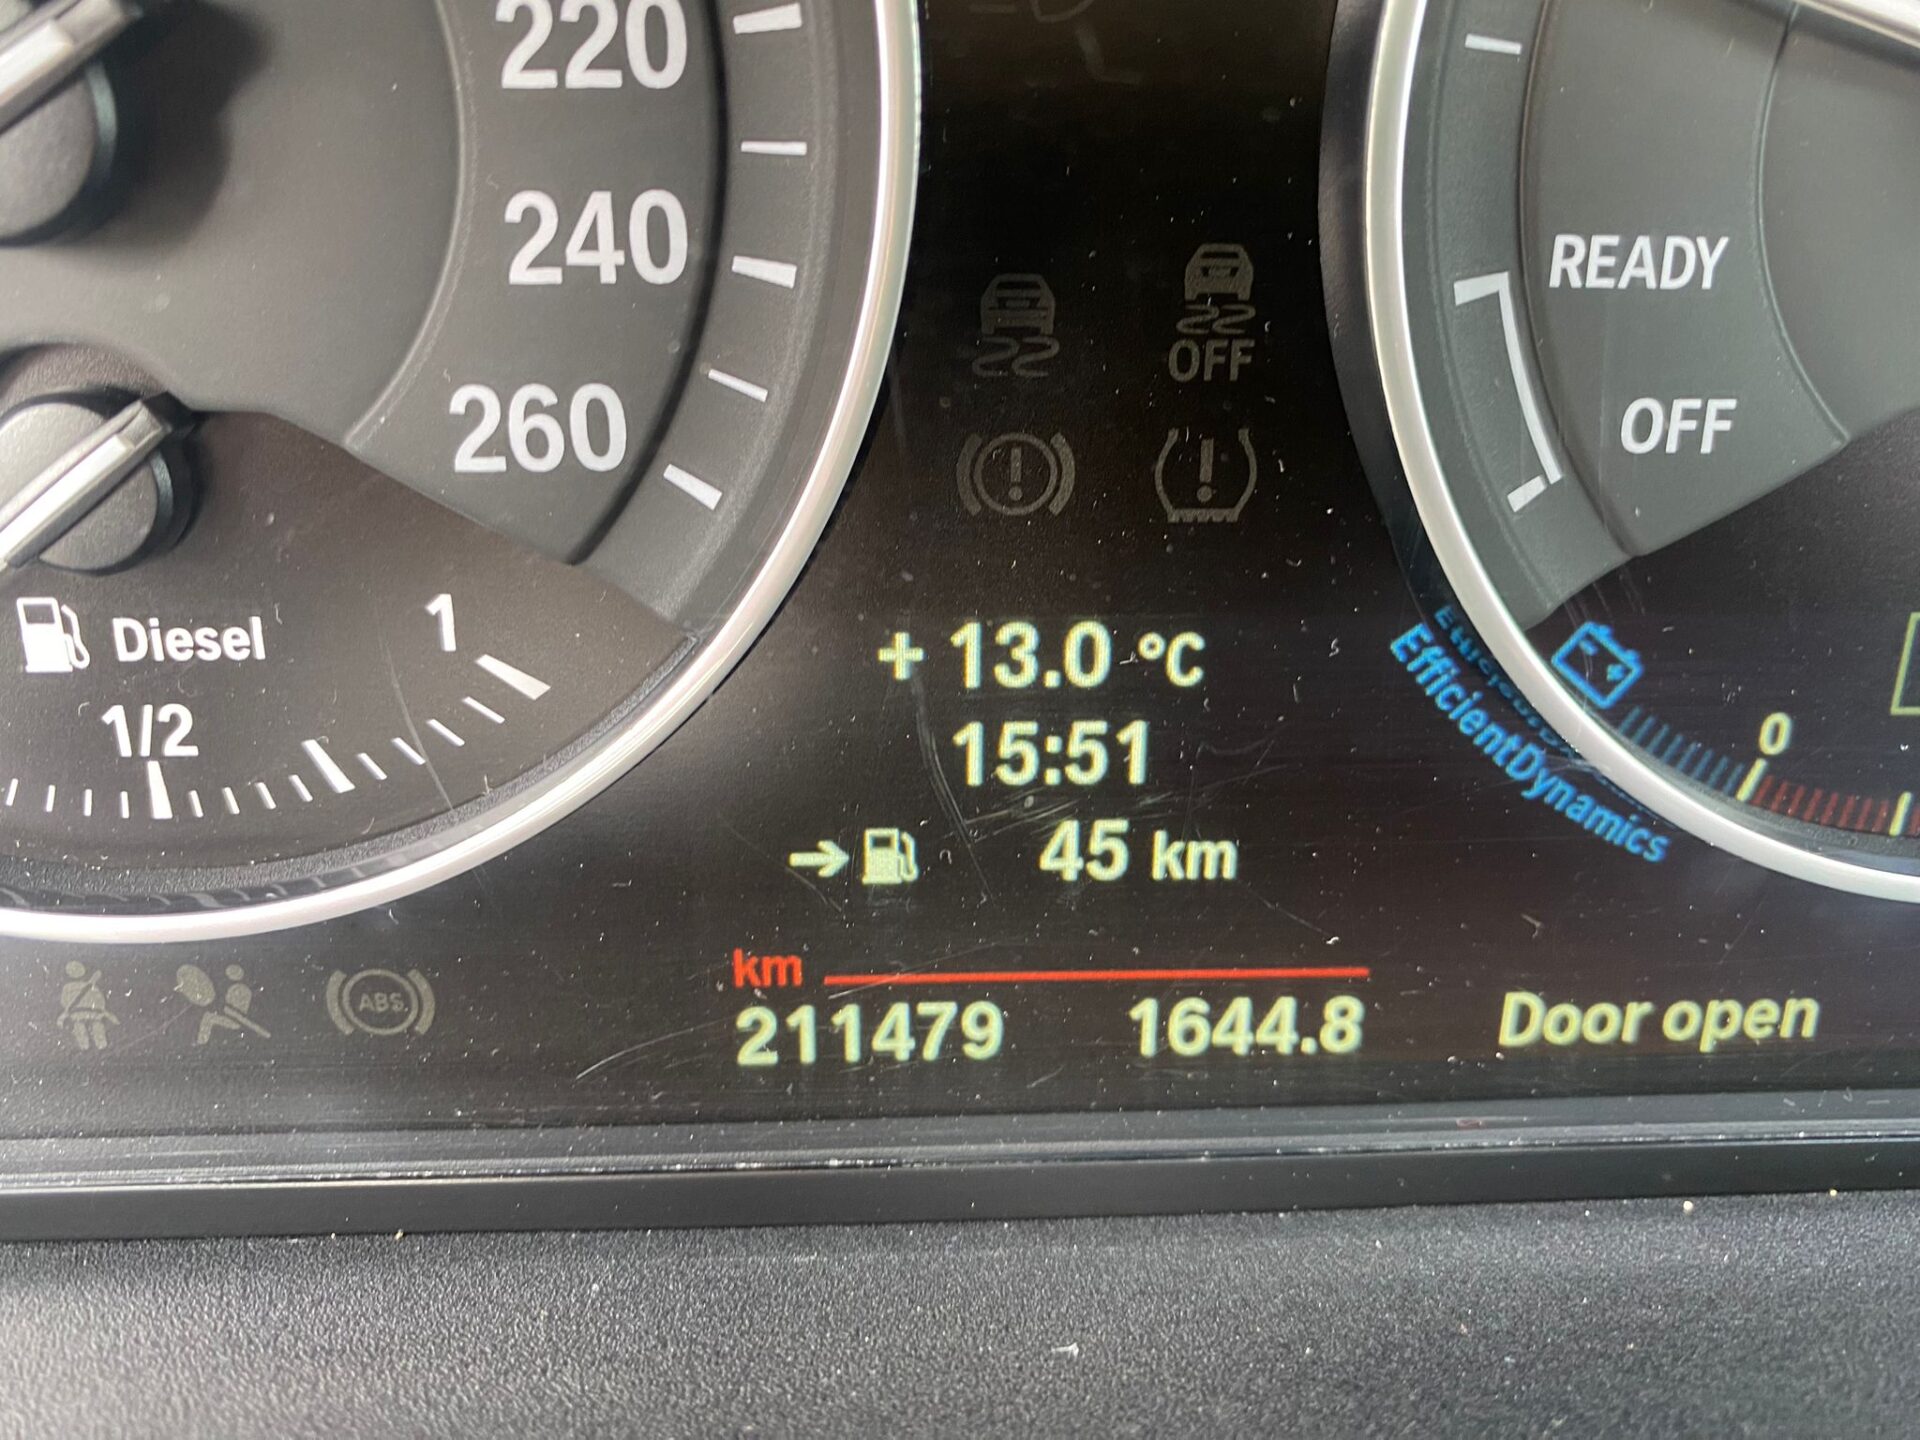 220
240
260
READY
OFF
OFF
Diesel
1
1/2
+ 13.0 °C
15:51
→ 45 km
EfficientDynamics
0
km
211479 1644.8 Door open
ABS